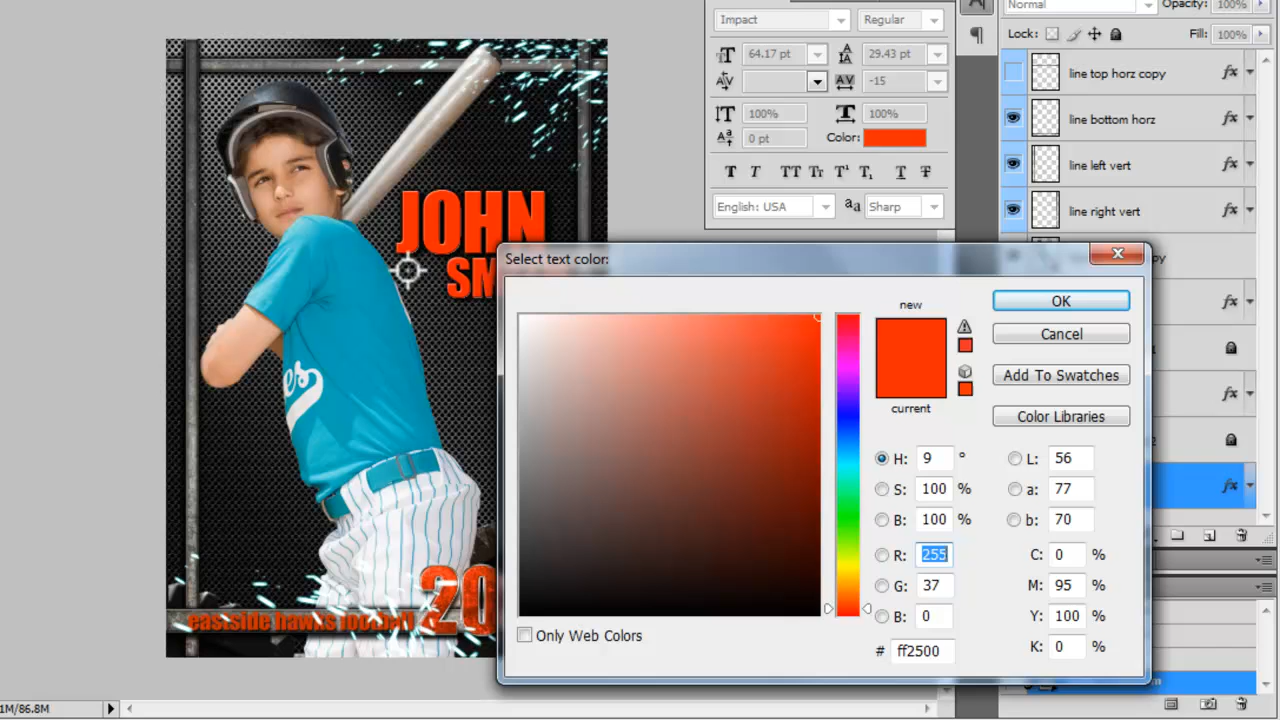 Normal
Opacity: 100%
Impact
Regular
Lock:
Fill: 100%
64.17 pt
29.43 pt
line top horz copy
-15
100%
100%
line bottom horz
0 pt
Color:
line left vert
English: USA
Sharp
line right vert
JOHN
Select text color:
new
OK
Cancel
Add To Swatches
current
Color Libraries
H: 9 °
L: 56
S: 100 %
a: 77
B: 100 %
b: 70
R: 255
C: 0 %
G: 37
M: 95 %
B: 0
Y: 100 %
# ff2500
K: 0 %
Only Web Colors
eastside hawks football
1M/86.8M